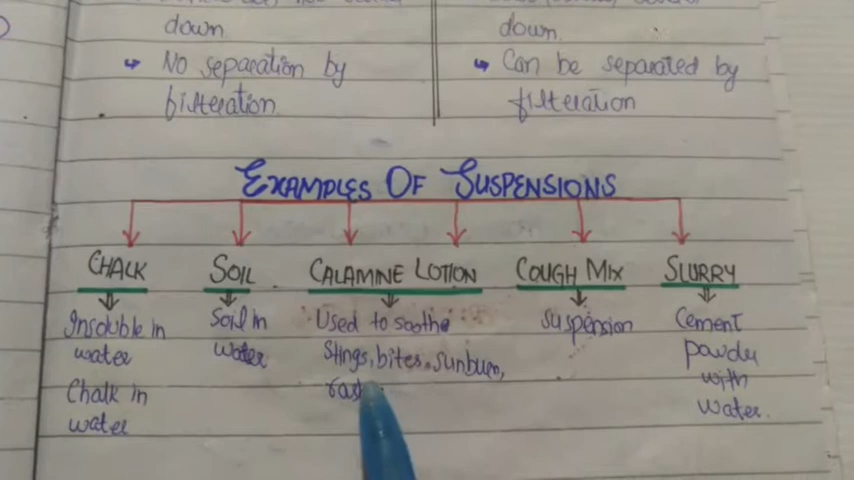 down
down.
→ No separation by
filteration
→ Can be separated by
filteration
EXAMPLES OF SUSPENSIONS
CHALK
Insoluble in
water
Chalk in
water
SOIL
Soil in
water
CALAMINE LOTION
Used to soothe
Stings, bites, sunburn,
COUGH MIX
suspension
SLURRY
Cement
powder
with
water.